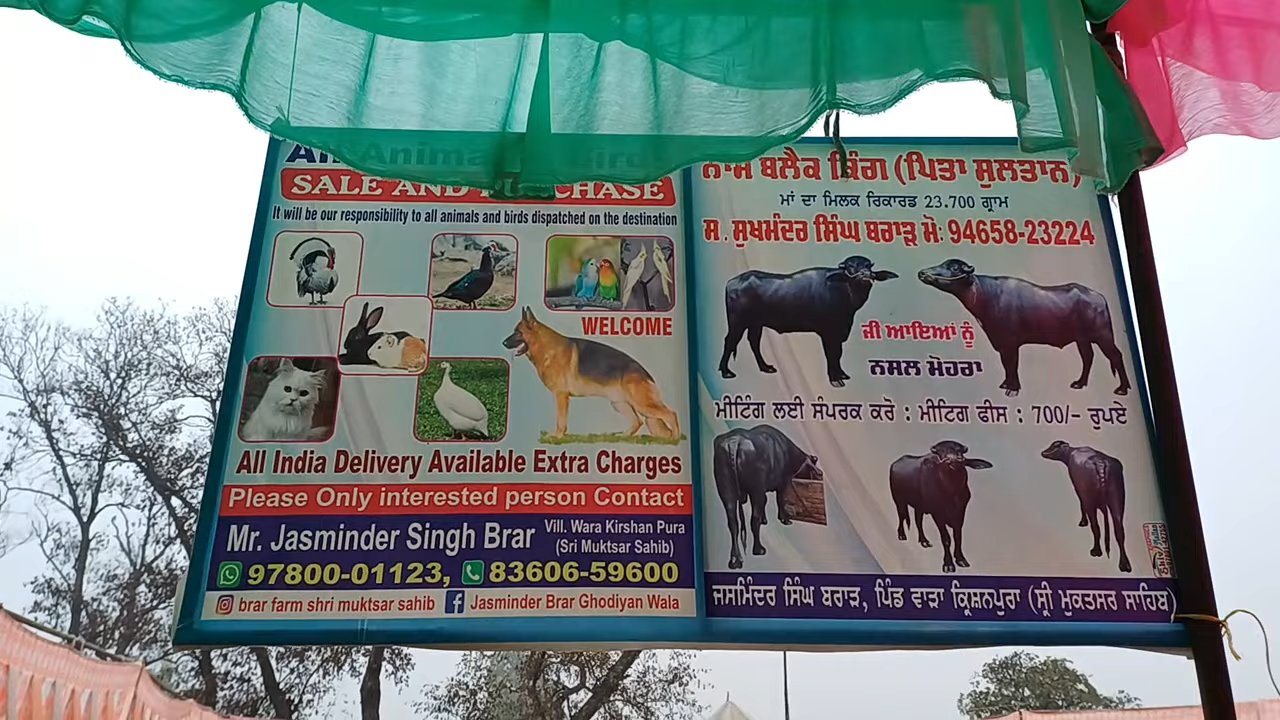 All Animal
SALE AND PURCHASE
It will be our responsibility to all animals and birds dispatched on the destination
WELCOME
All India Delivery Available Extra Charges
Please Only interested person Contact
Mr. Jasminder Singh Brar
Vill. Wara Kirshan Pura
(Sri Muktsar Sahib)
97800-01123, 83606-59600
brar farm shri muktsar sahib
Jasminder Brar Ghodiyan Wala
ਨਾਮ ਬਲੈਕ ਕਿੰਗ (ਪਿਤਾ ਸੁਲਤਾਨ)
ਮਾਂ ਦਾ ਮਿਲਕ ਰਿਕਾਰਡ 23.700 ਗ੍ਰਾਮ
ਸ. ਸੁਖਮੰਦਰ ਸਿੰਘ ਬਰਾੜ ਮੋ: 94658-23224
ਜੀ ਆਇਆਂ ਨੂੰ
ਨਸਲ ਮੋਹਰਾ
ਮੀਟਿੰਗ ਲਈ ਸੰਪਰਕ ਕਰੋ : ਮੀਟਿਗ ਫੀਸ : 700/- ਰੁਪਏ
ਜਸਮਿੰਦਰ ਸਿੰਘ ਬਰਾੜ, ਪਿੰਡ ਵਾੜਾ ਕ੍ਰਿਸ਼ਨਪੁਰਾ (ਸ੍ਰੀ ਮੁਕਤਸਰ ਸਾਹਿਬ)